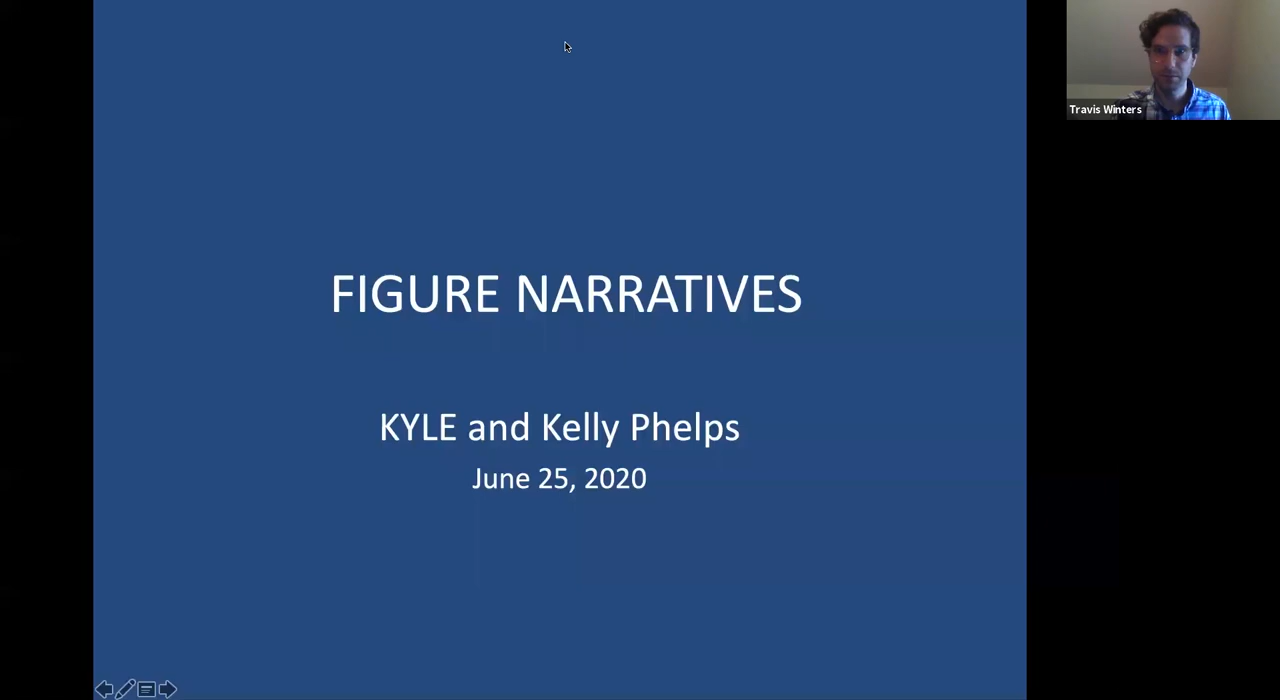 Travis Winters
FIGURE NARRATIVES
KYLE and Kelly Phelps
June 25, 2020